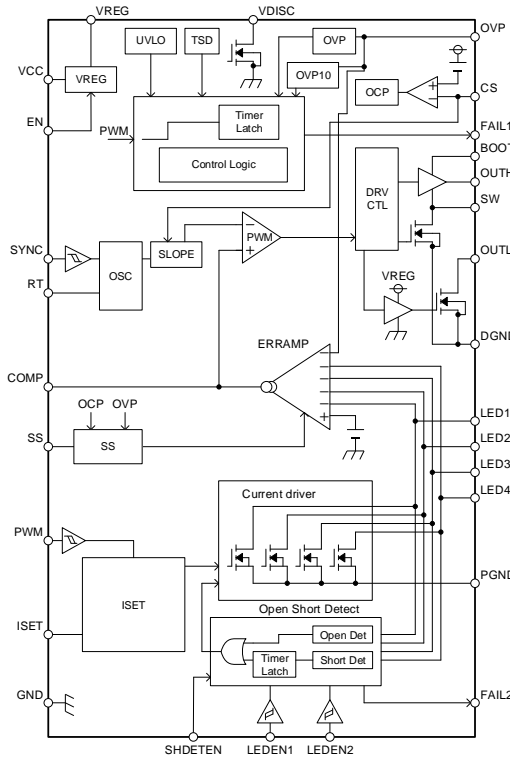 VREG
VDISC
UVLO
TSD
OVP
OVP
VCC
VREG
OVP10
OCP
CS
EN
PWM
Timer
Latch
FAIL1
Control Logic
BOOT
DRV
CTL
OUTH
SW
SYNC
OSC
SLOPE
PWM
OUTL
RT
VREG
ERRAMP
DGND
COMP
OCP
OVP
LED1
SS
SS
LED2
LED3
LED4
Current driver
PWM
ISET
PGND
Open Short Detect
ISET
Open Det
Timer
Latch
Short Det
GND
FAIL2
SHDETEN
LEDEN1
LEDEN2